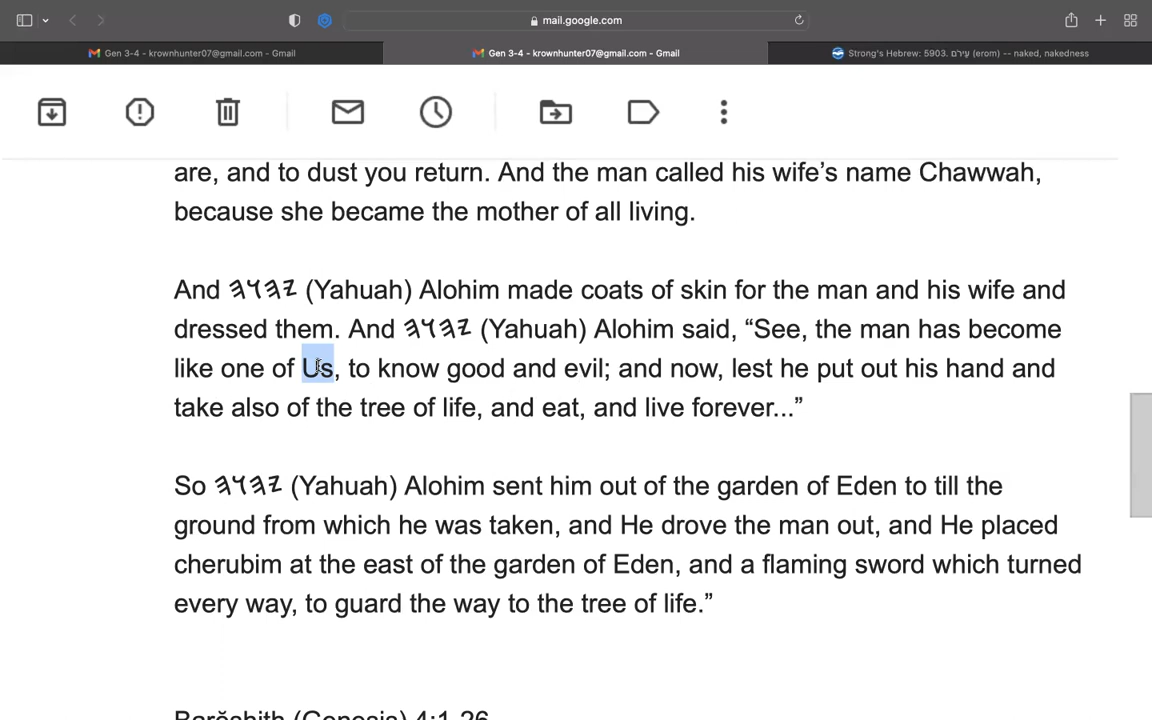 mail.google.com
Gen 3-4 - krownhunter07@gmail.com - Gmail
Gen 3-4 - krownhunter07@gmail.com - Gmail
Strong's Hebrew: 5903. עֵירֹם (erom) -- naked, nakedness
are, and to dust you return. And the man called his wife’s name Chawwah,
because she became the mother of all living.
And 𐤉𐤄𐤅𐤄 (Yahuah) Alohim made coats of skin for the man and his wife and
dressed them. And 𐤉𐤄𐤅𐤄 (Yahuah) Alohim said, “See, the man has become
like one of Us, to know good and evil; and now, lest he put out his hand and
take also of the tree of life, and eat, and live forever...”
So 𐤉𐤄𐤅𐤄 (Yahuah) Alohim sent him out of the garden of Eden to till the
ground from which he was taken, and He drove the man out, and He placed
cherubim at the east of the garden of Eden, and a flaming sword which turned
every way, to guard the way to the tree of life.”
Barĕshith (Genesis) 4:1-26